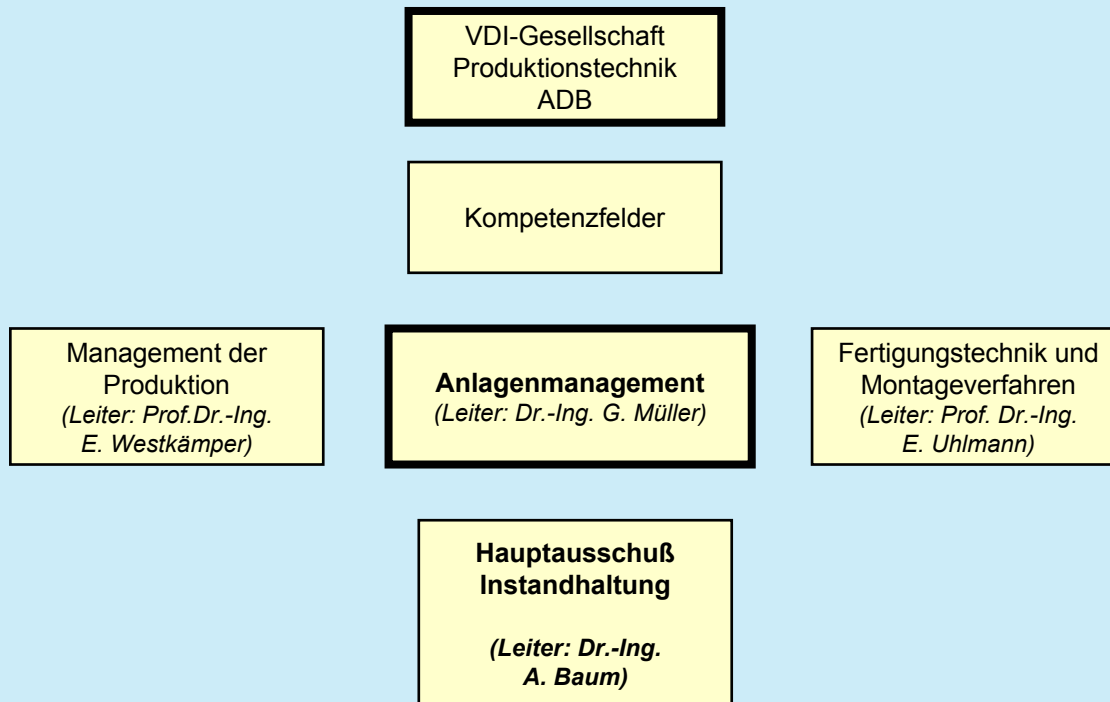 VDI-Gesellschaft
Produktionstechnik
ADB
Kompetenzfelder
Management der
Produktion
(Leiter: Prof.Dr.-Ing.
E. Westkämper)
Anlagenmanagement
(Leiter: Dr.-Ing. G. Müller)
Fertigungstechnik und
Montageverfahren
(Leiter: Prof. Dr.-Ing.
E. Uhlmann)
Hauptausschuß
Instandhaltung
(Leiter: Dr.-Ing.
A. Baum)